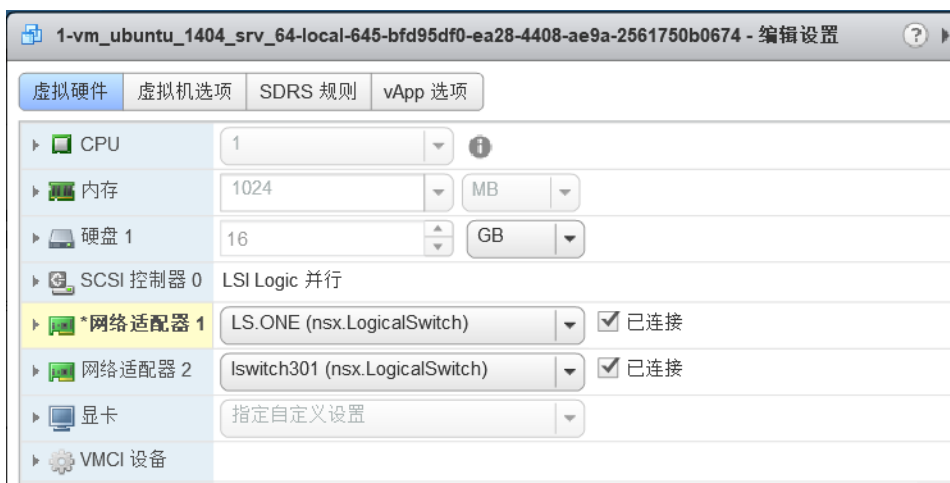 1-vm_ubuntu_1404_srv_64-local-645-bfd95df0-ea28-4408-ae9a-2561750b0674 - 编辑设置 ?
虚拟硬件 虚拟机选项 SDRS 规则 vApp 选项
CPU 1
内存 1024 MB
硬盘 1 16 GB
SCSI 控制器 0 LSI Logic 并行
*网络适配器 1 LS.ONE (nsx.LogicalSwitch) 已连接
网络适配器 2 lswitch301 (nsx.LogicalSwitch) 已连接
显卡 指定自定义设置
VMCI 设备